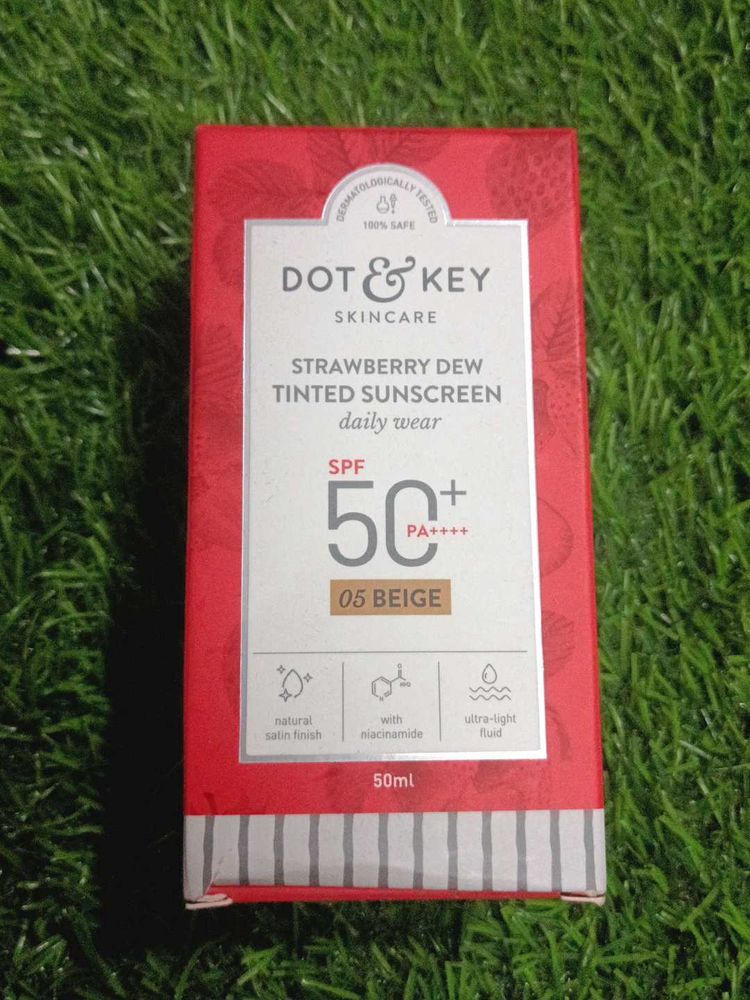 DERMATOLOGICALLY TESTED
100% SAFE
DOT & KEY
SKINCARE
STRAWBERRY DEW
TINTED SUNSCREEN
daily wear
SPF
50+
PA++++
05 BEIGE
natural
satin finish
with
niacinamide
ultra-light
fluid
50ml